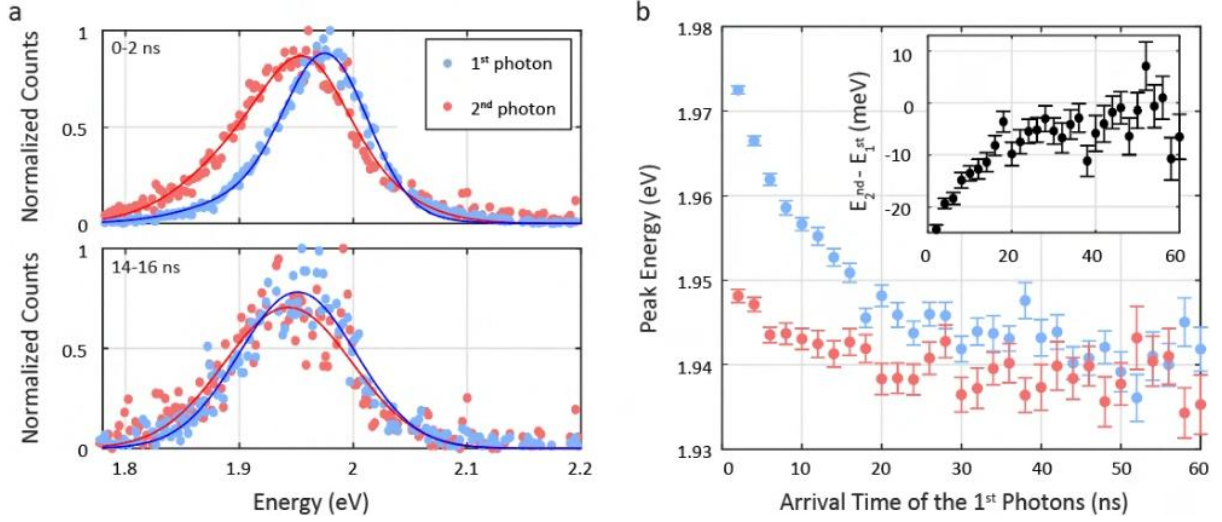 a
0-2 ns
1st photon
2nd photon
Normalized Counts
1
0.5
0
14-16 ns
Normalized Counts
1
0.5
0
1.8 1.9 2 2.1 2.2
Energy (eV)
b
1.98
1.97
1.96
1.95
1.94
1.93
Peak Energy (eV)
0 10 20 30 40 50 60
Arrival Time of the 1st Photons (ns)
E2nd - E1st (meV)
10
0
-10
-20
0 20 40 60